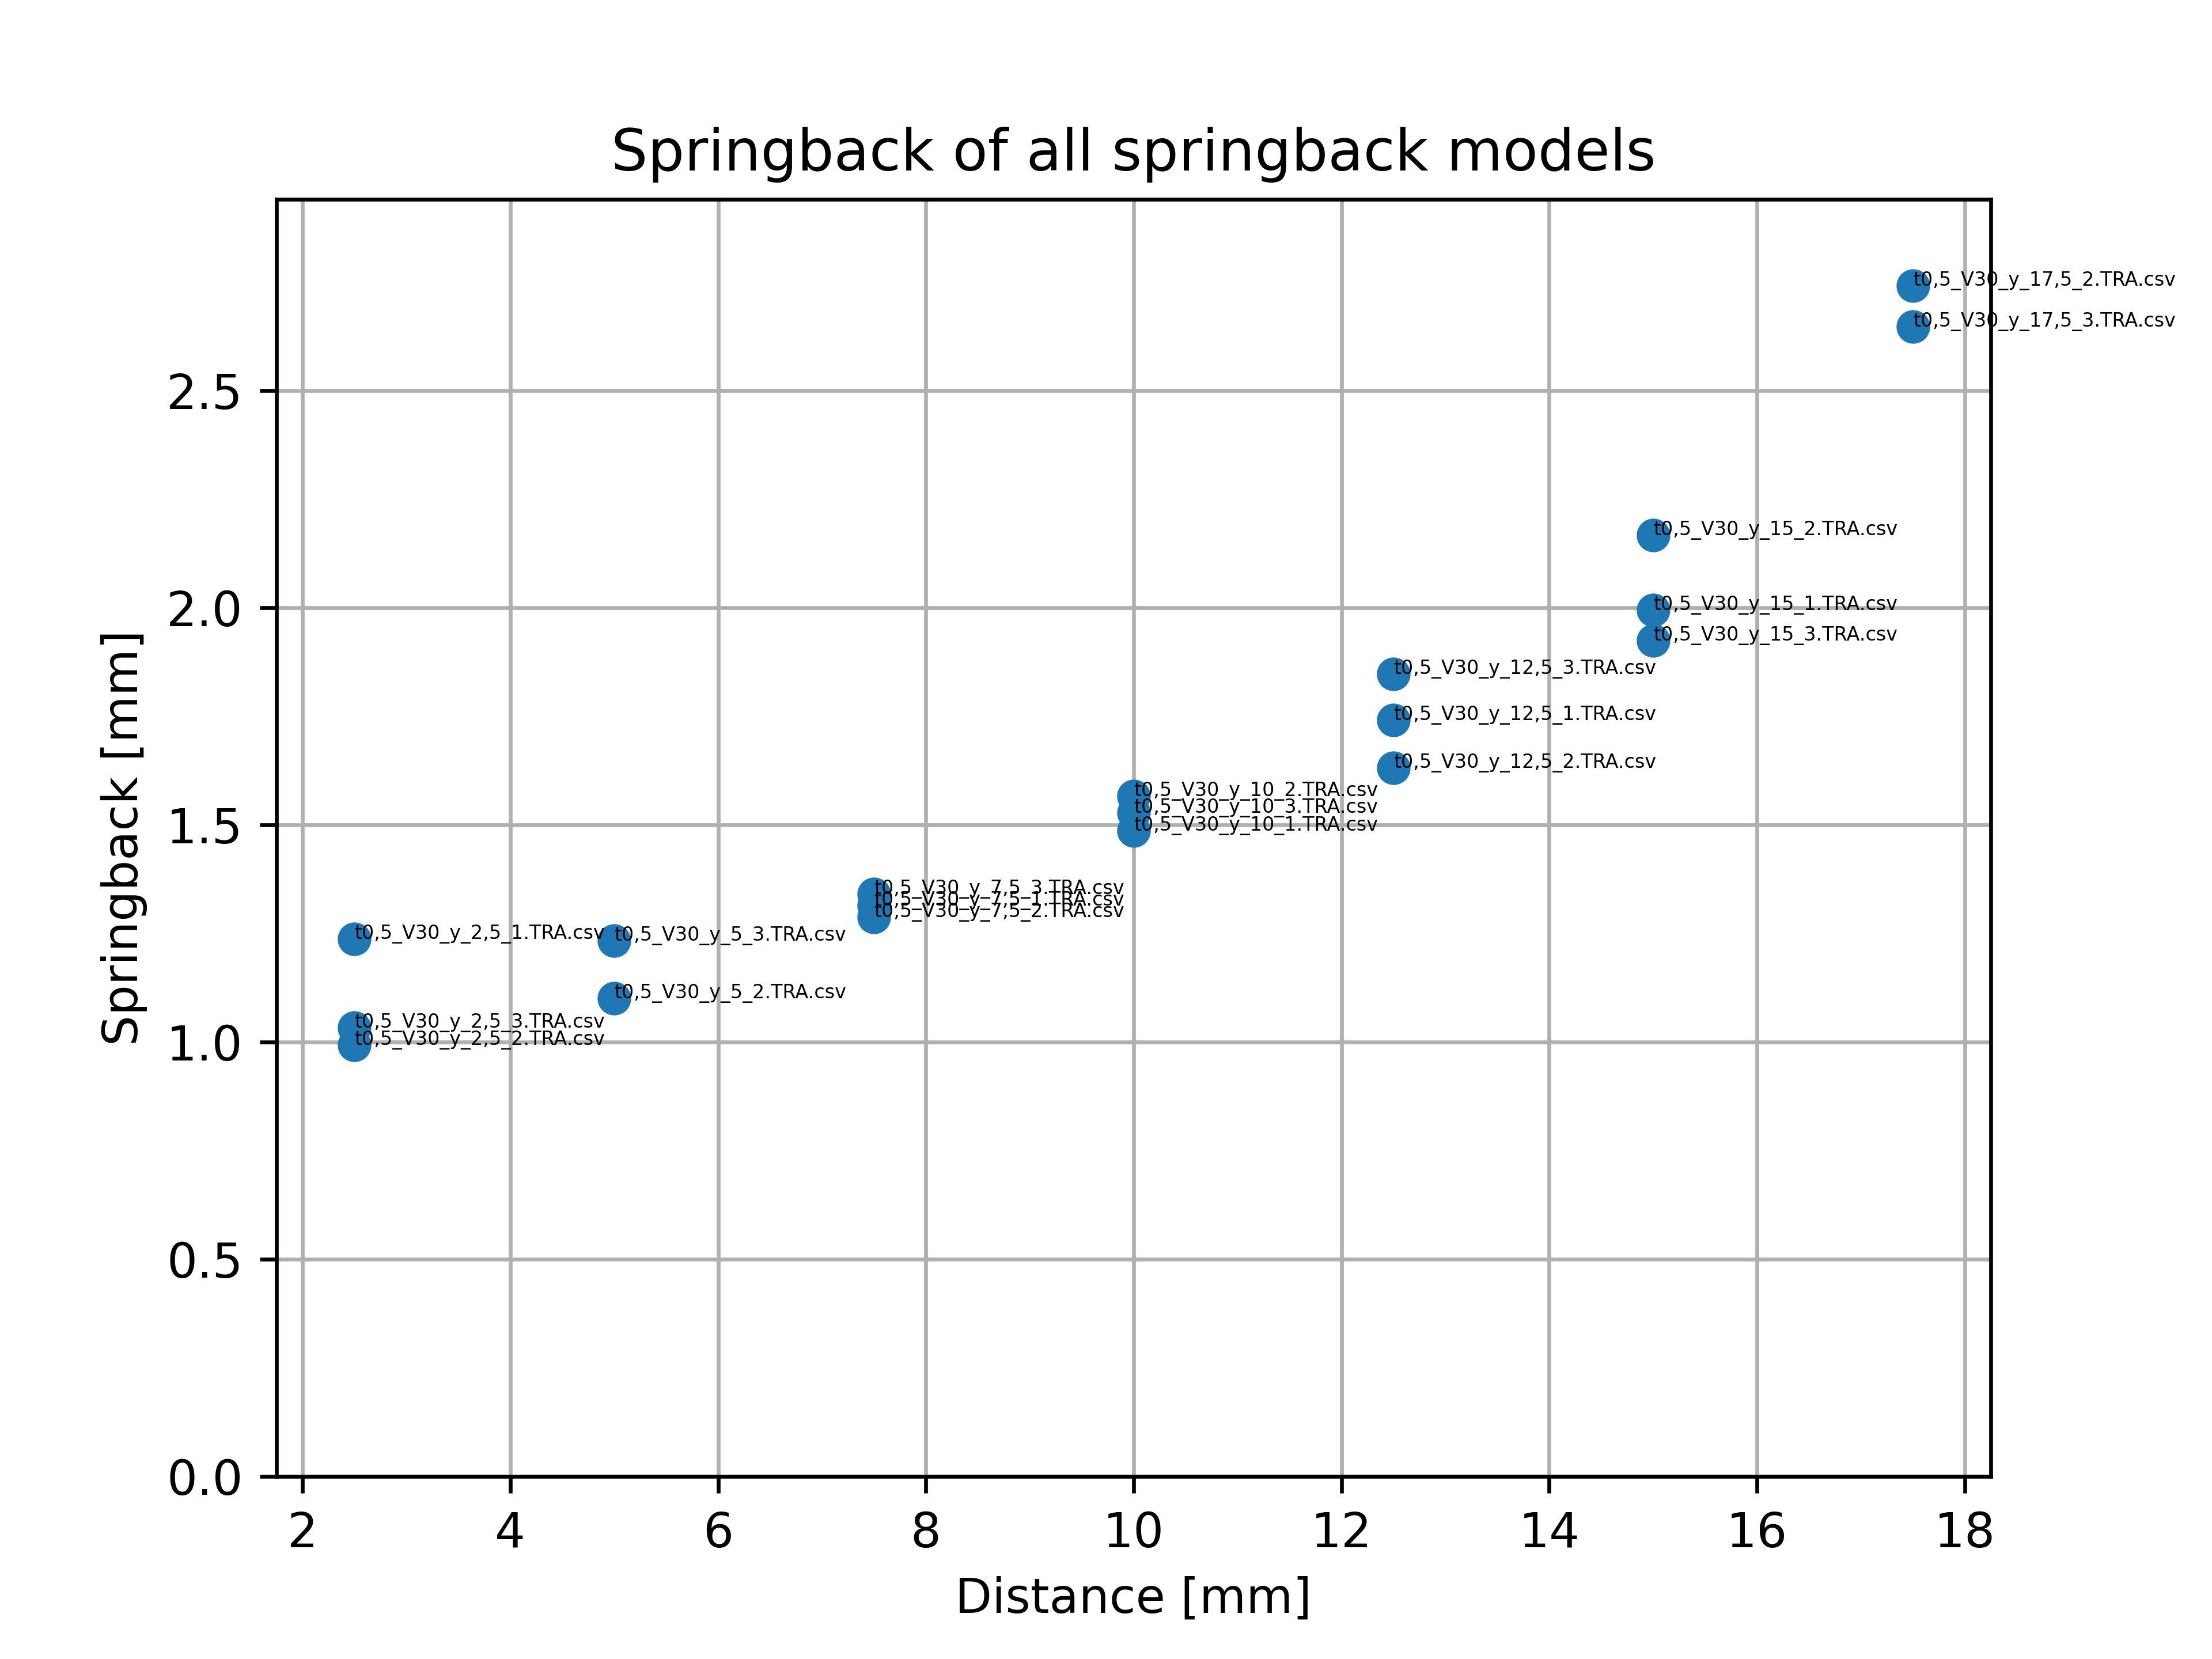 Springback of all springback models
t0,5_V30_y_17,5_2.TRA.csv
t0,5_V30_y_17,5_3.TRA.csv
2.5
t0,5_V30_y_15_2.TRA.csv
2.0
t0,5_V30_y_15_1.TRA.csv
t0,5_V30_y_15_3.TRA.csv
t0,5_V30_y_12,5_3.TRA.csv
t0,5_V30_y_12,5_1.TRA.csv
t0,5_V30_y_12,5_2.TRA.csv
t0,5_V30_y_10_2.TRA.csv
t0,5_V30_y_10_3.TRA.csv
1.5
t0,5_V30_y_10_1.TRA.csv
t0,5_V30_y_7,5_3.TRA.csv
t0,5_V30_y_7,5_1.TRA.csv
t0,5_V30_y_7,5_2.TRA.csv
t0,5_V30_y_2,5_1.TRA.csv
t0,5_V30_y_5_3.TRA.csv
t0,5_V30_y_5_2.TRA.csv
t0,5_V30_y_2,5_3.TRA.csv
t0,5_V30_y_2,5_2.TRA.csv
1.0
0.5
0.0
Springback [mm]
2 4 6 8 10 12 14 16 18
Distance [mm]